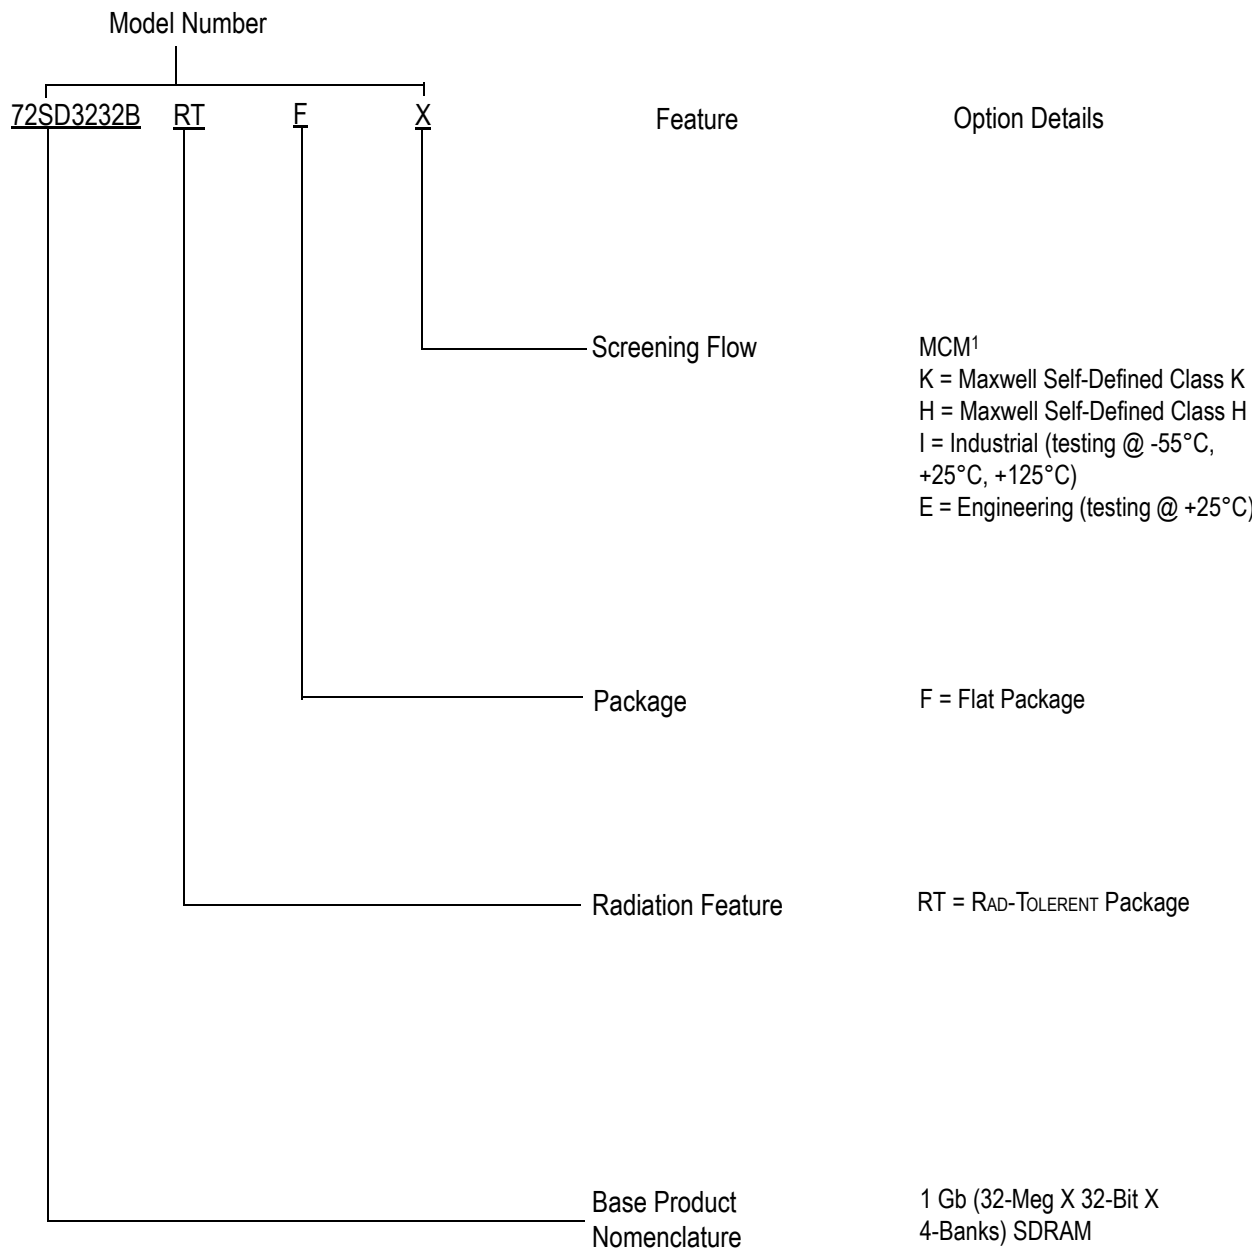 Model Number
72SD3232B RT F X Feature Option Details
Screening Flow MCM1
K = Maxwell Self-Defined Class K
H = Maxwell Self-Defined Class H
I = Industrial (testing @ -55°C,
+25°C, +125°C)
E = Engineering (testing @ +25°C)
Package F = Flat Package
Radiation Feature RT = RAD-TOLERENT Package
Base Product 1 Gb (32-Meg X 32-Bit X
Nomenclature 4-Banks) SDRAM